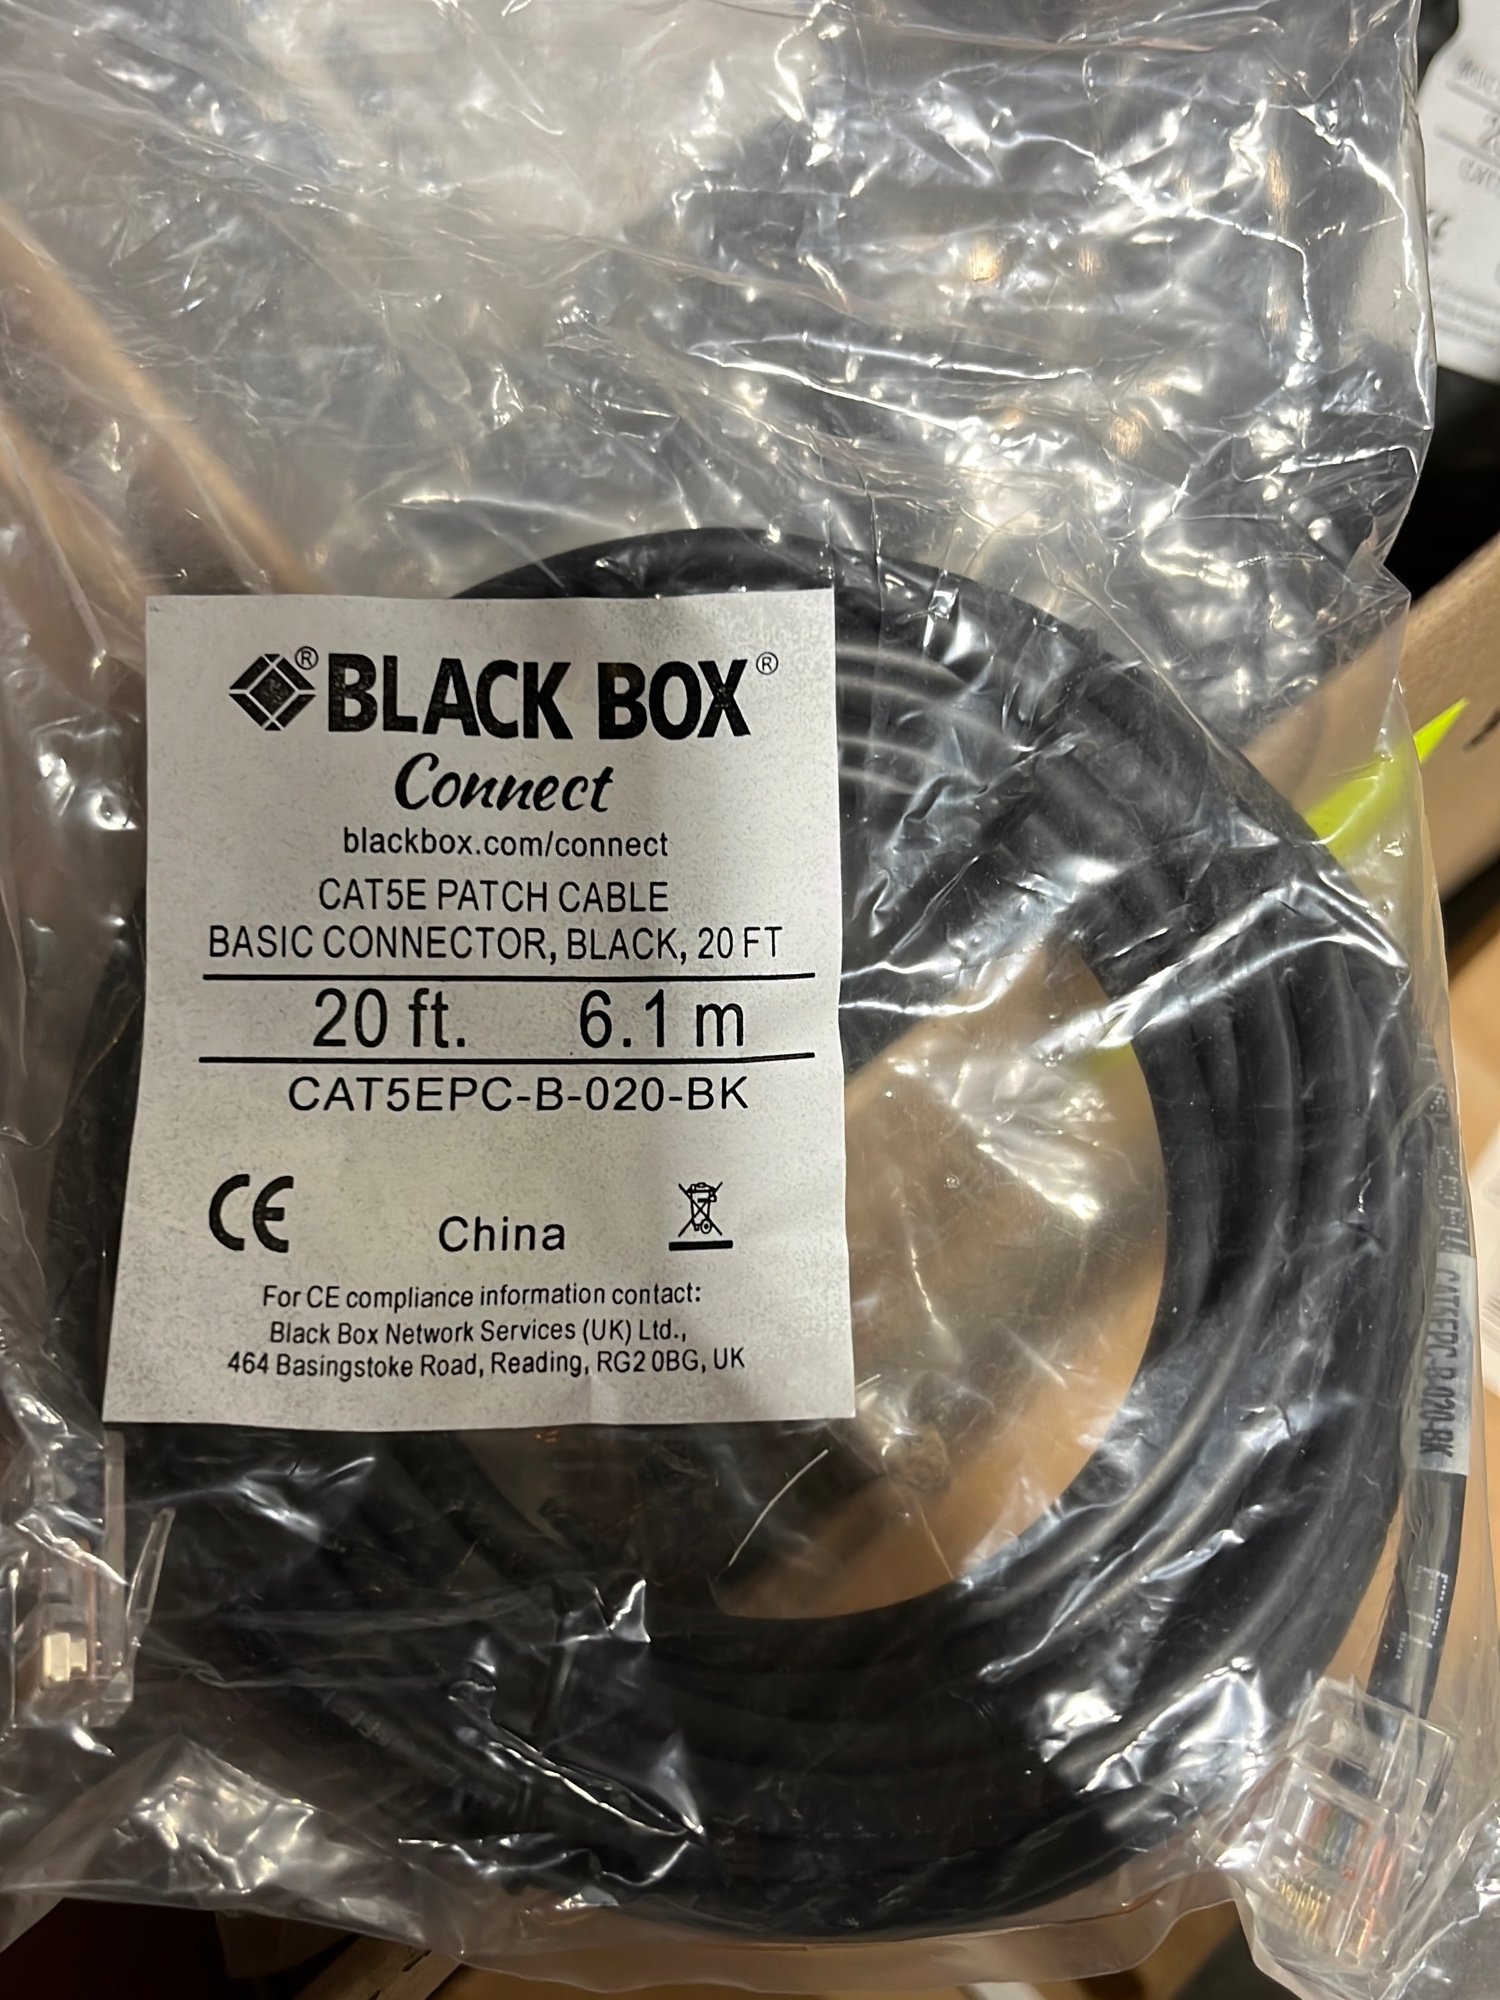 ® BLACK BOX ®
Connect
blackbox.com/connect
CAT5E PATCH CABLE
BASIC CONNECTOR, BLACK, 20 FT
20 ft. 6.1 m
CAT5EPC-B-020-BK
CE
China
For CE compliance information contact:
Black Box Network Services (UK) Ltd.,
464 Basingstoke Road, Reading, RG2 0BG, UK
CAT5EPC-B-020-BK